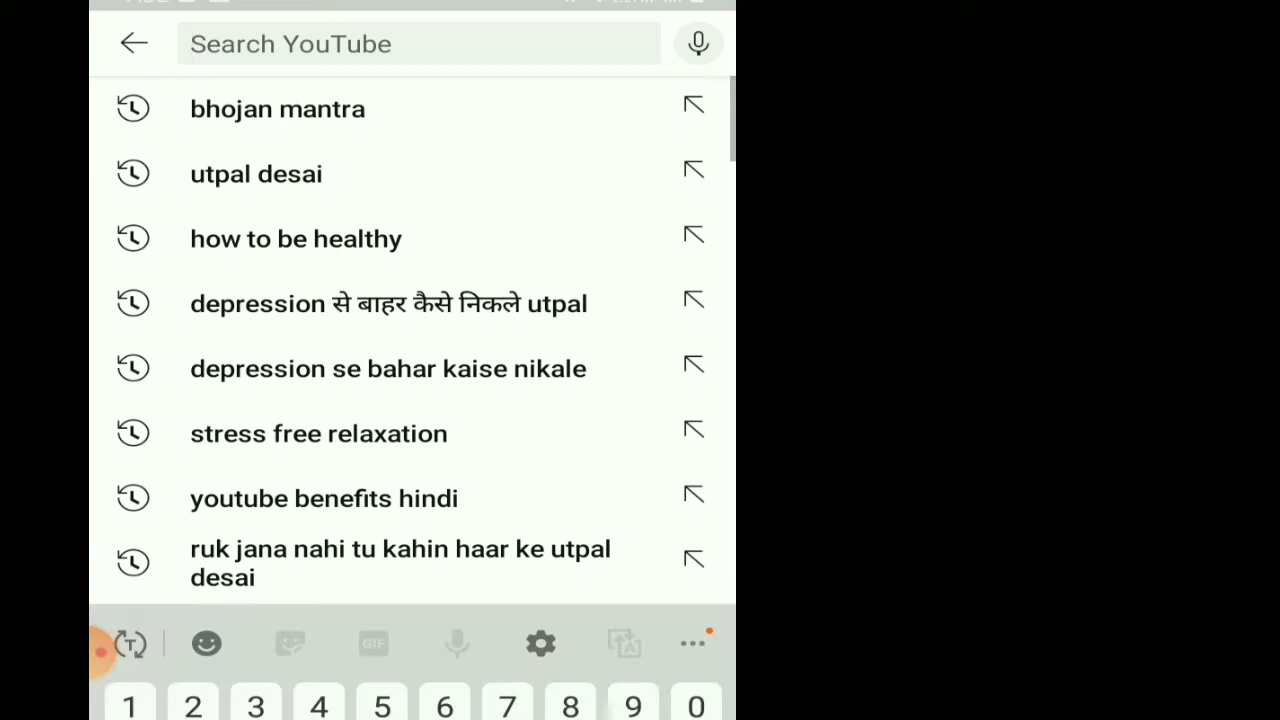 Search YouTube
bhojan mantra
utpal desai
how to be healthy
depression से बाहर कैसे निकले utpal
depression se bahar kaise nikale
stress free relaxation
youtube benefits hindi
ruk jana nahi tu kahin haar ke utpal
desai
GIF
1 2 3 4 5 6 7 8 9 0